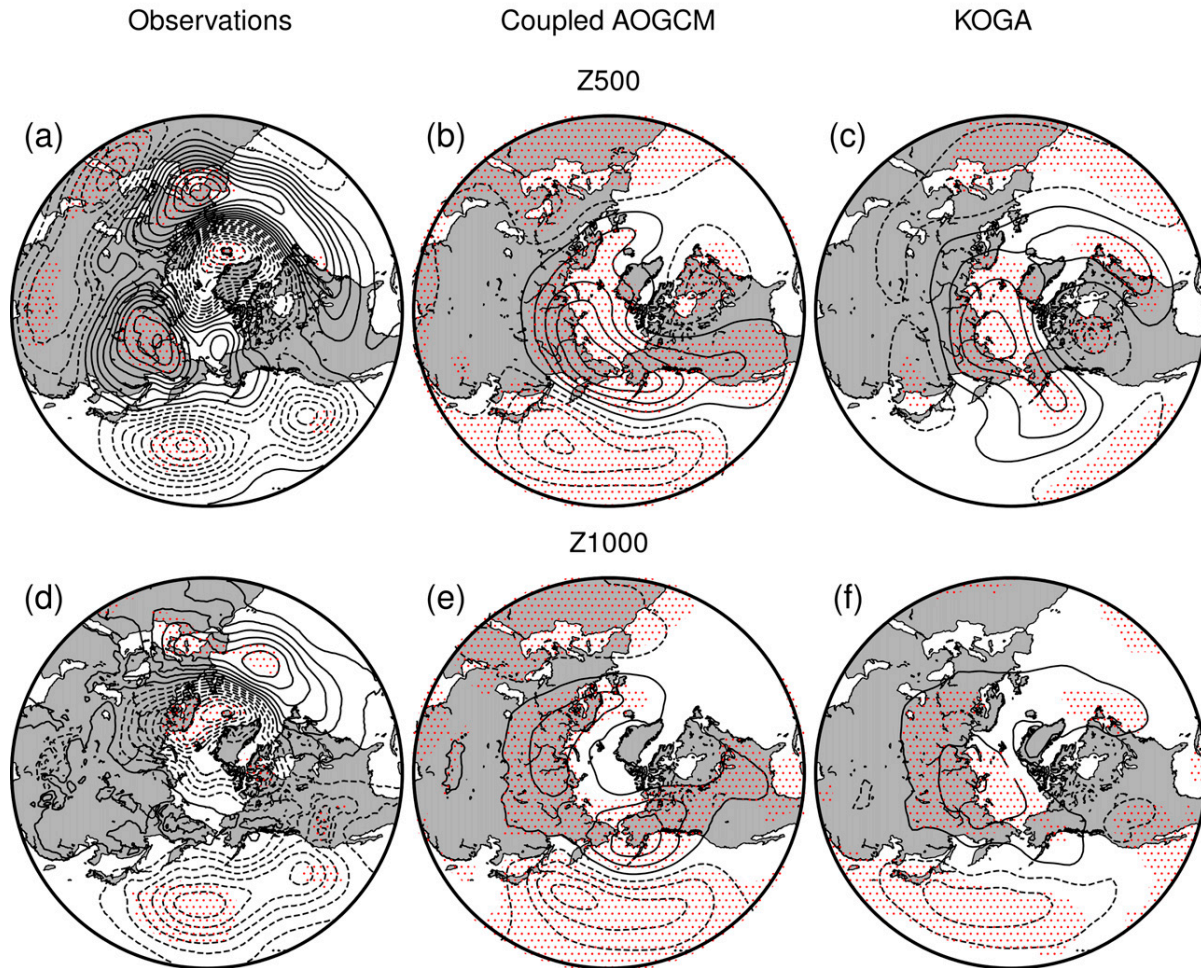 Observations Coupled AOGCM KOGA
Z500
(a) (b) (c)
Z1000
(d) (e) (f)